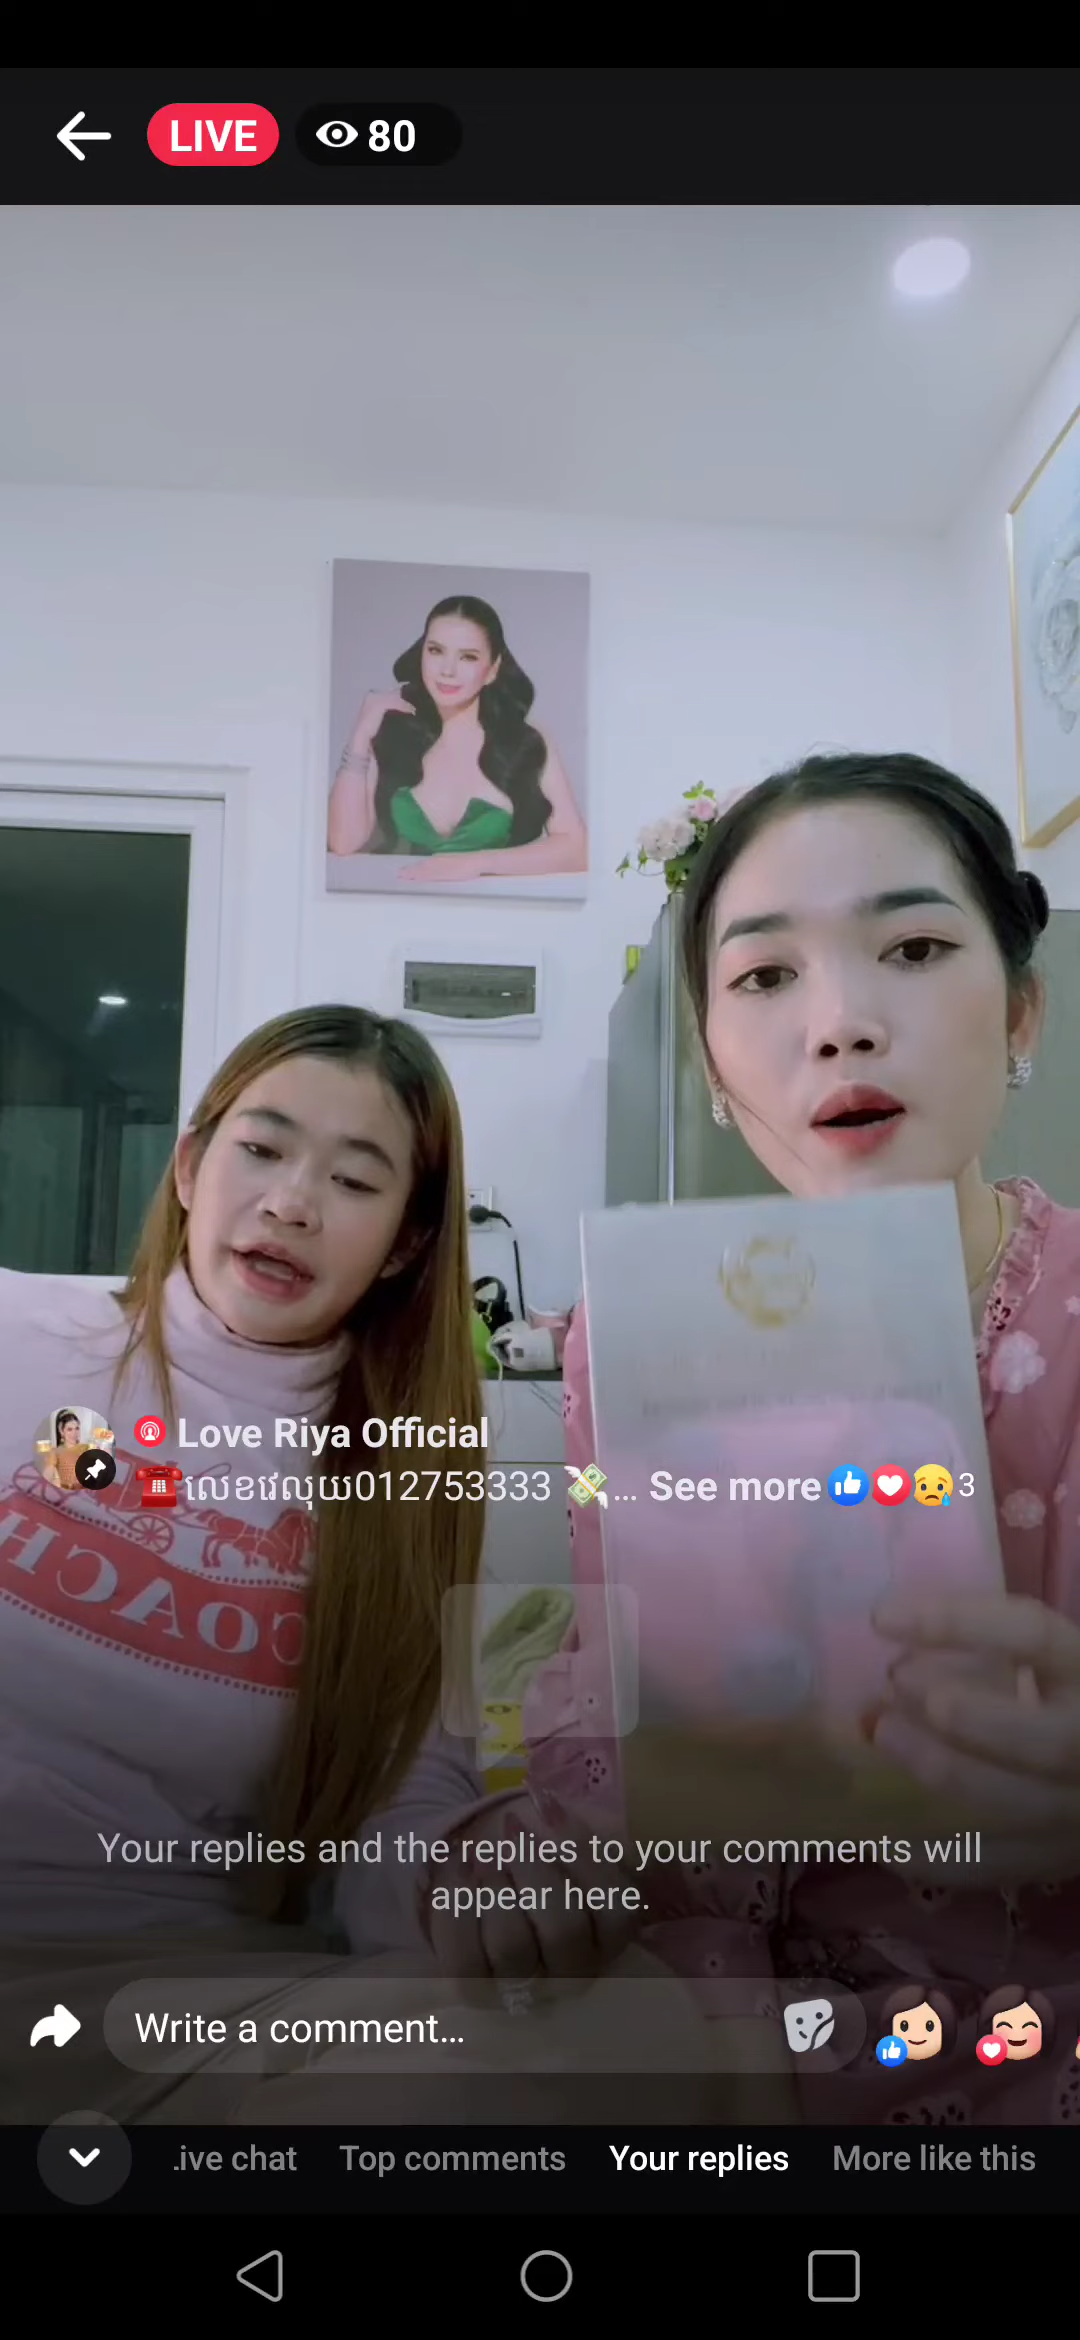 LIVE
80
Love Riya Official
☎️លេខវេលុយ012753333 💸... See more 3
COACH
Your replies and the replies to your comments will
appear here.
Write a comment...
.ive chat Top comments Your replies More like this